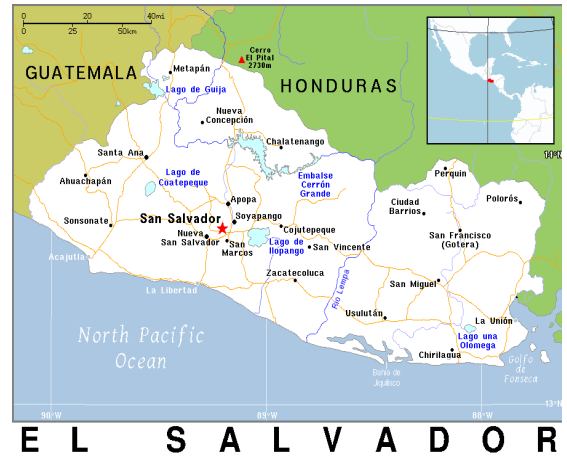 0 20 40mi
0 25 50km
Cerro
El Pital
2730m
GUATEMALA
HONDURAS
Metapán
Lago de Guija
Nueva
Concepción
Chalatenango
14°N
Santa Ana
Lago de
Coatepeque
Embalse
Cerrón
Grande
Perquín
Ahuachapán
Apopa
Ciudad
Barrios
Polorós
San Salvador
Soyapango
Sonsonate
Cojutepeque
Nueva
San Salvador
San
Marcos
Lago de
Ilopango
San Vincente
San Francisco
(Gotera)
Acajutla
La Libertad
Zacatecoluca
Rio Lempa
San Miguel
Usulután
La Unión
North Pacific
Ocean
Lago una
Olomega
Chirilagua
Golfo
de
Fonseca
Bahía de
Jiquilisco
13°N
90°W
89°W
88°W
EL SALVADOR